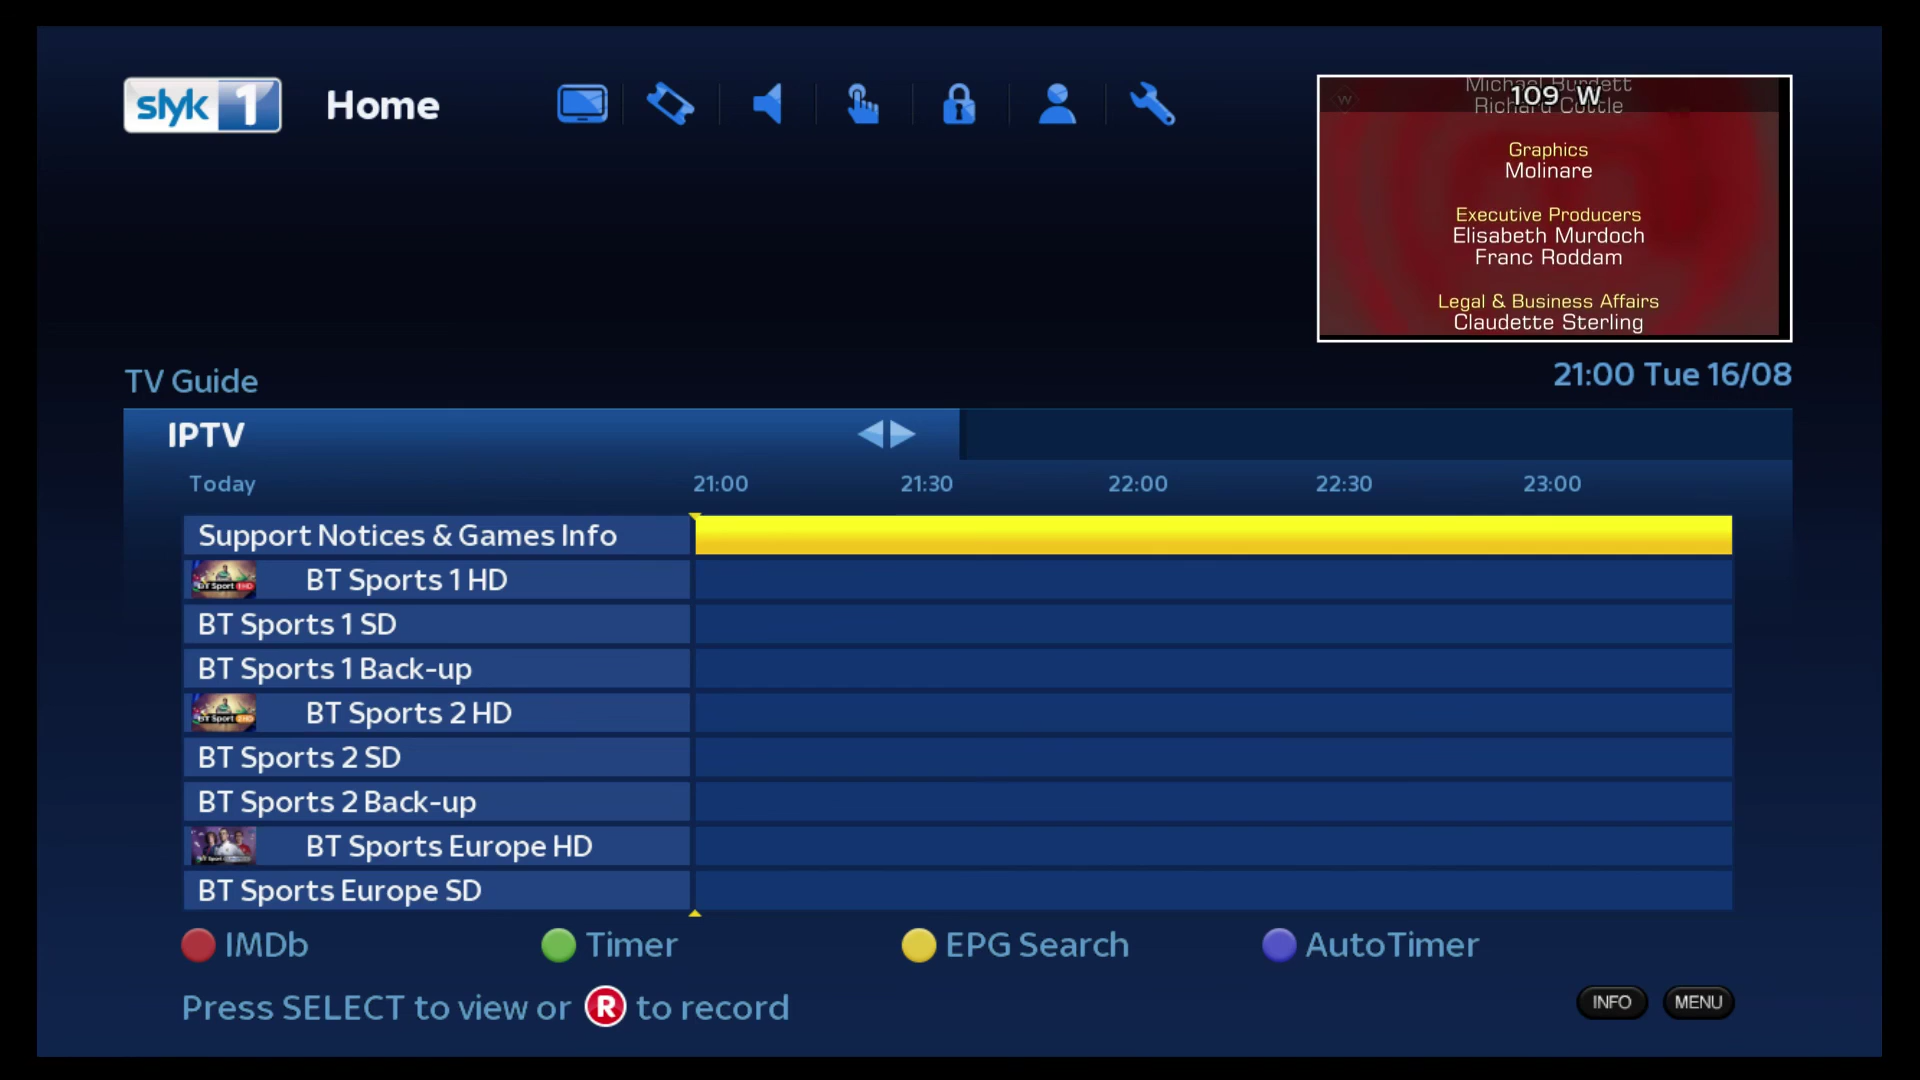 slyk 1
Home
Michael Burdett
109 W
Richard Cottle
Graphics
Molinare
Executive Producers
Elisabeth Murdoch
Franc Roddam
Legal & Business Affairs
Claudette Sterling
TV Guide
21:00 Tue 16/08
IPTV
Today 21:00 21:30 22:00 22:30 23:00
Support Notices & Games Info
BT Sports 1 HD
BT Sports 1 SD
BT Sports 1 Back-up
BT Sports 2 HD
BT Sports 2 SD
BT Sports 2 Back-up
BT Sports Europe HD
BT Sports Europe SD
IMDb Timer EPG Search AutoTimer
Press SELECT to view or R to record
INFO MENU